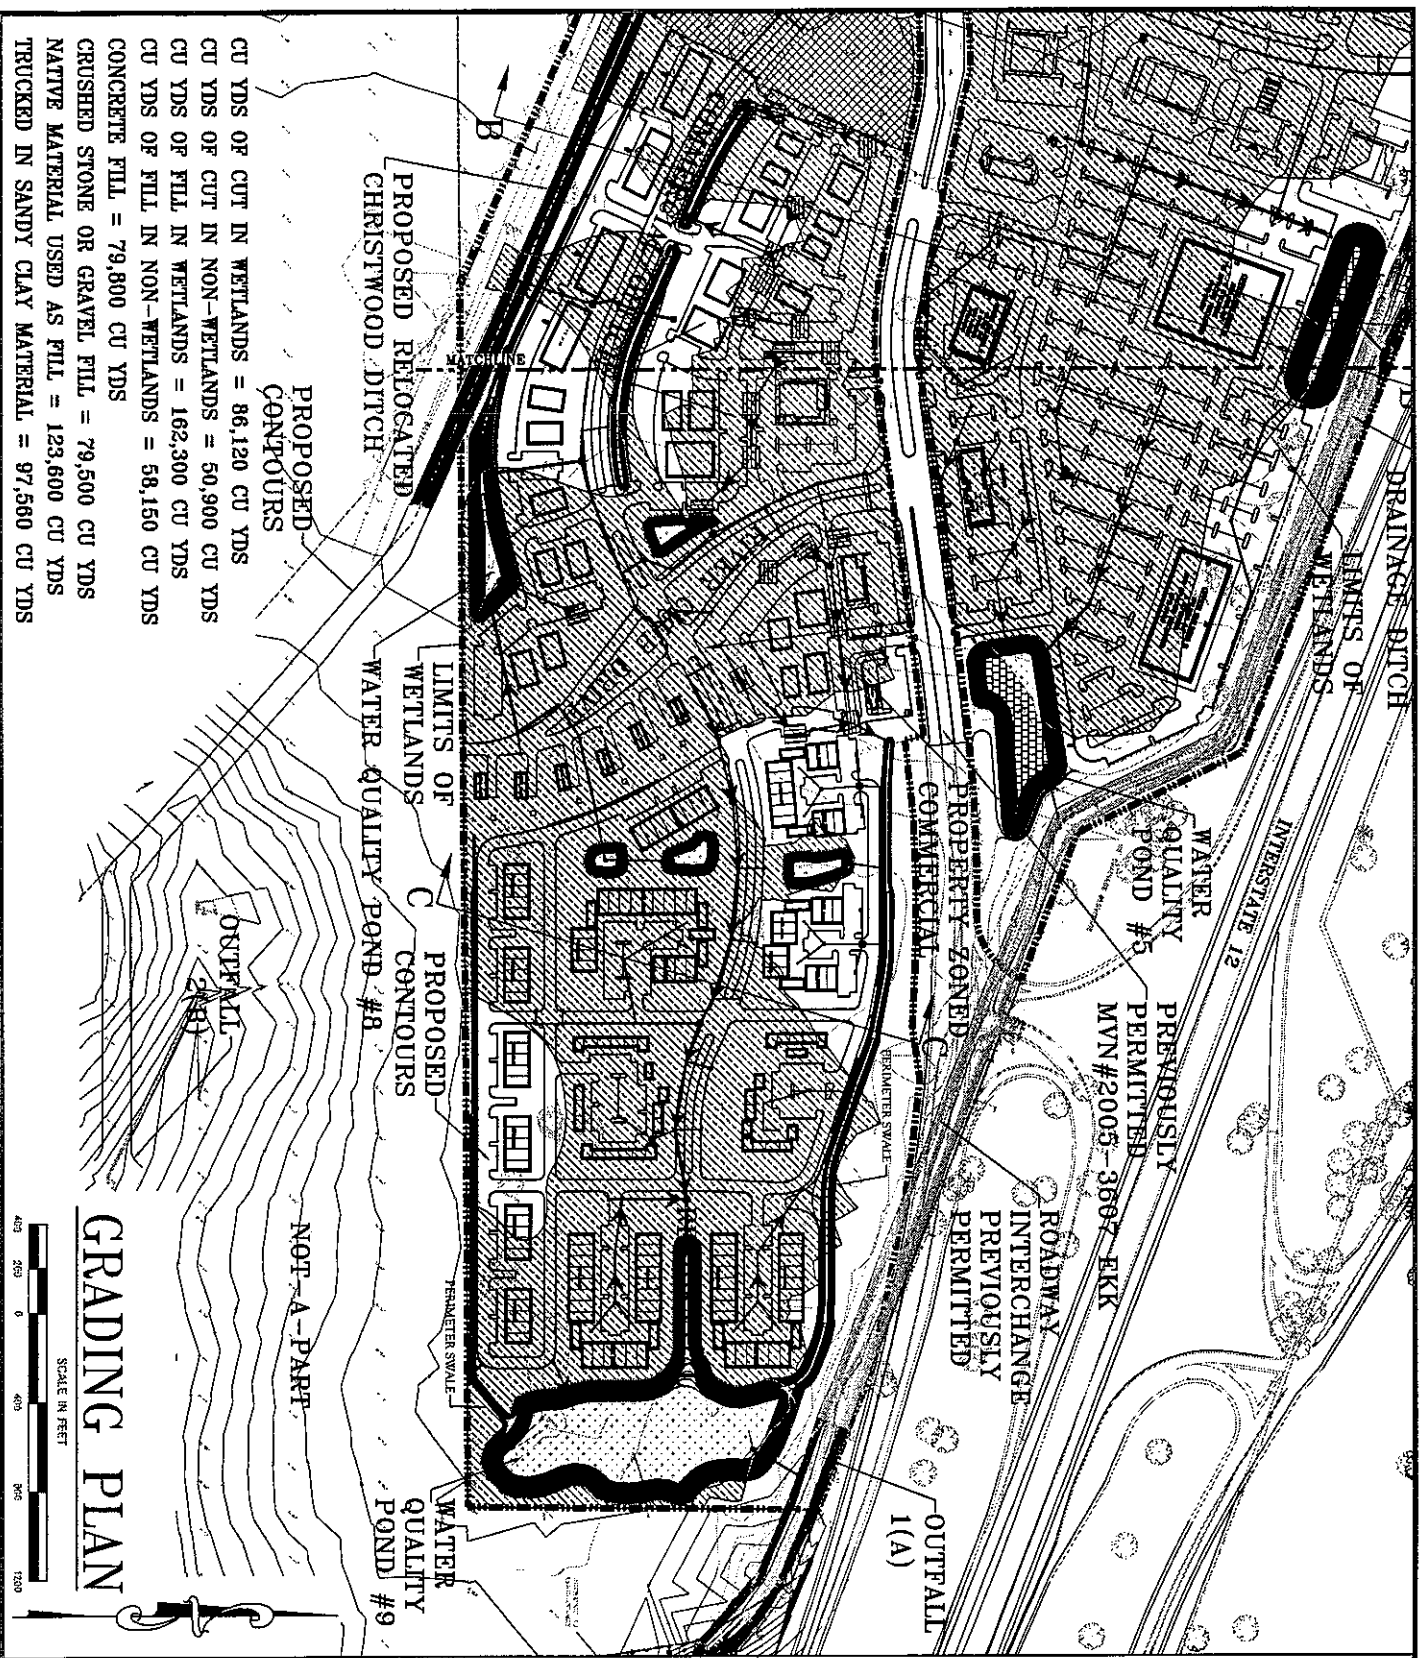 DRAINAGE DITCH
LIMITS OF
WETLANDS
INTERSTATE 12
WATER
QUALITY
POND #5
PREVIOUSLY
PERMITTED
MVN#2005-3607 EKK
ROADWAY
INTERCHANGE
PREVIOUSLY
PERMITTED
PROPERTY ZONED
COMMERCIAL
C
PERIMETER SWALE
OUTFALL
1(A)
B
PROPOSED RELOCATED
CHRISTWOOD DITCH
MATCHLINE
PROPOSED
CONTOURS
LIMITS OF
WETLANDS
WATER QUALITY POND #8
C
PROPOSED
CONTOURS
PERIMETER SWALE
WATER
QUALITY
POND #9
OUTFALL
2(B)
NOT-A-PART
CU YDS OF CUT IN WETLANDS = 86,120 CU YDS
CU YDS OF CUT IN NON-WETLANDS = 50,900 CU YDS
CU YDS OF FILL IN WETLANDS = 162,300 CU YDS
CU YDS OF FILL IN NON-WETLANDS = 58,150 CU YDS
CONCRETE FILL = 79,800 CU YDS
CRUSHED STONE OR GRAVEL FILL = 79,500 CU YDS
NATIVE MATERIAL USED AS FILL = 123,600 CU YDS
TRUCKED IN SANDY CLAY MATERIAL = 97,560 CU YDS
GRADING PLAN
0
1200
SCALE IN FEET